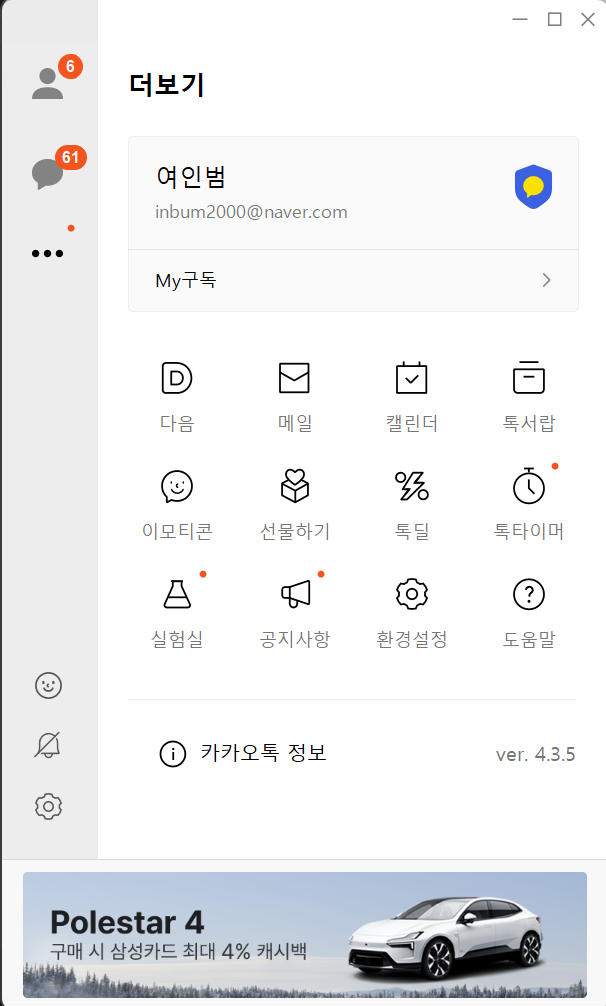 6
더보기
61
여인범
inbum2000@naver.com
My구독
다음 메일 캘린더 톡서랍
이모티콘 선물하기 톡딜 톡타이머
실험실 공지사항 환경설정 도움말
카카오톡 정보 ver. 4.3.5
Polestar 4
구매 시 삼성카드 최대 4% 캐시백